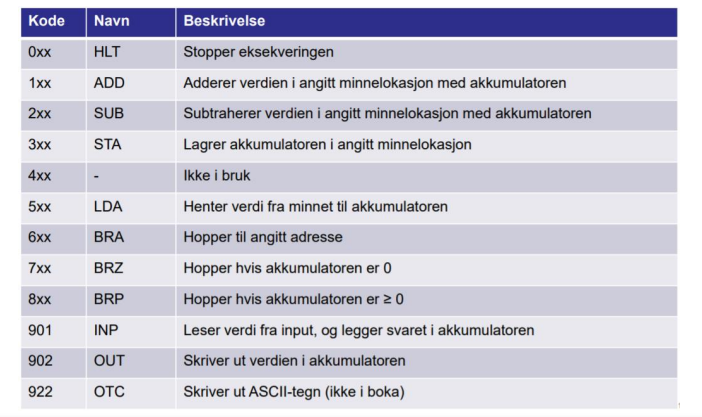 Kode Navn Beskrivelse
0xx HLT Stopper eksekveringen
1xx ADD Adderer verdien i angitt minnelokasjon med akkumulatoren
2xx SUB Subtraherer verdien i angitt minnelokasjon med akkumulatoren
3xx STA Lagrer akkumulatoren i angitt minnelokasjon
4xx - Ikke i bruk
5xx LDA Henter verdi fra minnet til akkumulatoren
6xx BRA Hopper til angitt adresse
7xx BRZ Hopper hvis akkumulatoren er 0
8xx BRP Hopper hvis akkumulatoren er ≥ 0
901 INP Leser verdi fra input, og legger svaret i akkumulatoren
902 OUT Skriver ut verdien i akkumulatoren
922 OTC Skriver ut ASCII-tegn (ikke i boka)